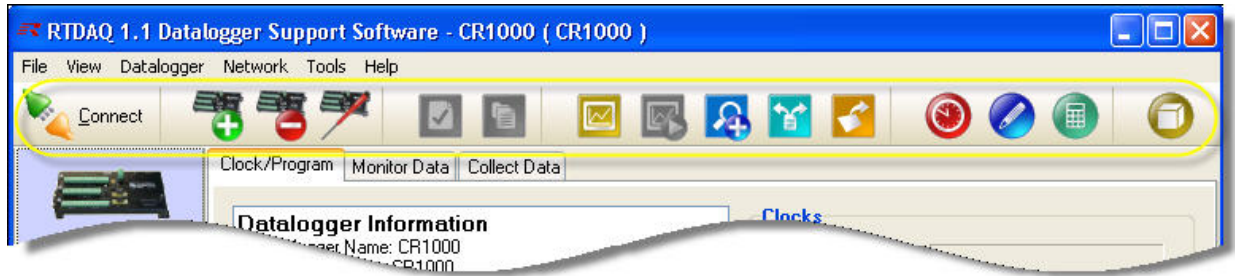 RTDAQ 1.1 Datalogger Support Software - CR1000 ( CR1000 )
File View Datalogger Network Tools Help
Connect
Clock/Program Monitor Data Collect Data
Datalogger Information
Clocks
Name: CR1000
CR1000